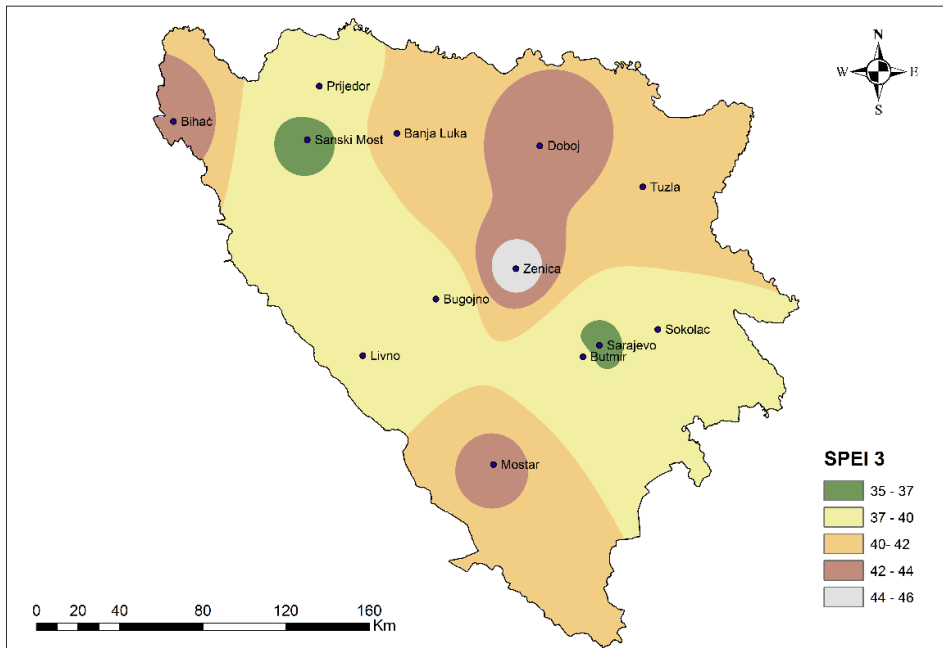 N
W E
S
Prijedor
Bihać
Sanski Most
Banja Luka
Doboj
Tuzla
Zenica
Bugojno
Sokolac
Sarajevo
Livno
Butmir
Mostar
SPEI 3
35 - 37
37 - 40
40- 42
42 - 44
44 - 46
0 20 40 80 120 160
Km